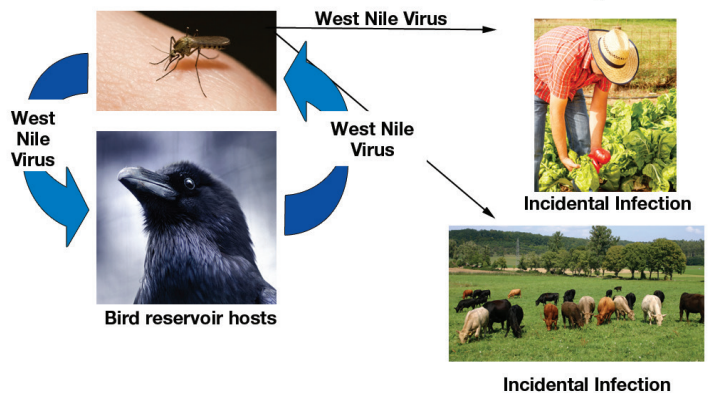 West Nile Virus
West
Nile
Virus
West Nile
Virus
Incidental Infection
Bird reservoir hosts
Incidental Infection